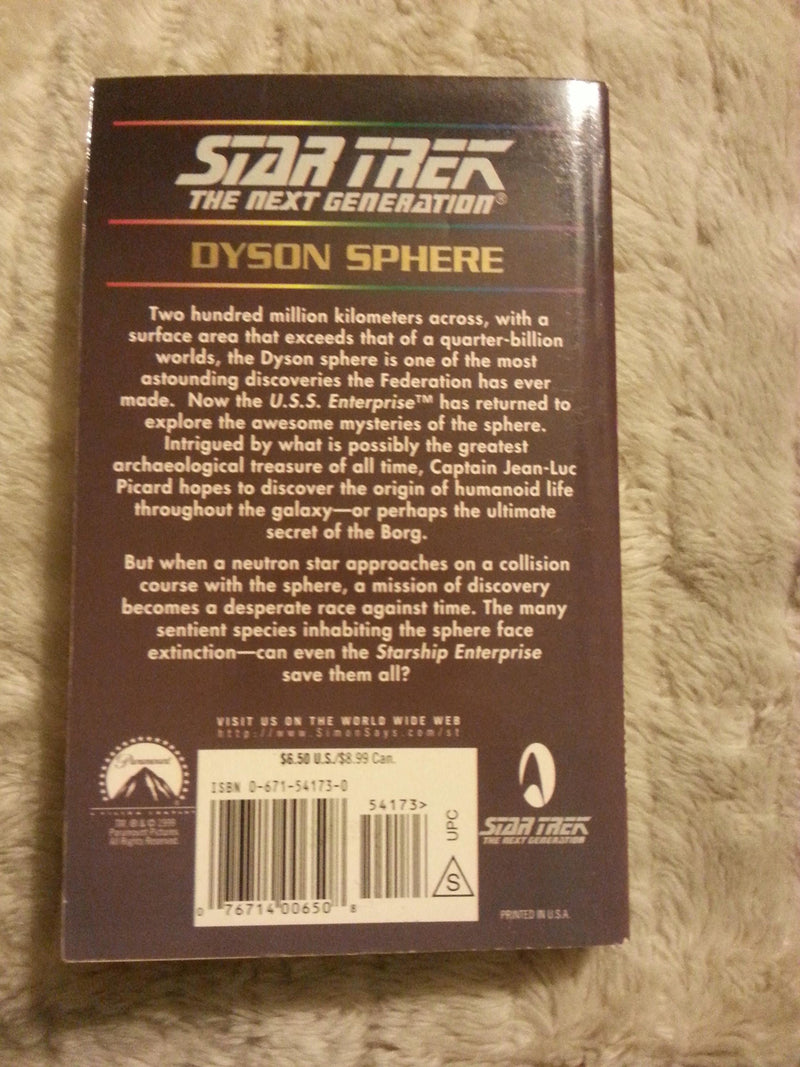 STAR TREK
THE NEXT GENERATION®
DYSON SPHERE
Two hundred million kilometers across, with a
surface area that exceeds that of a quarter-billion
worlds, the Dyson sphere is one of the most
astounding discoveries the Federation has ever
made. Now the U.S.S. Enterprise™ has returned to
explore the awesome mysteries of the sphere.
Intrigued by what is possibly the greatest
archaeological treasure of all time, Captain Jean-Luc
Picard hopes to discover the origin of humanoid life
throughout the galaxy—or perhaps the ultimate
secret of the Borg.
But when a neutron star approaches on a collision
course with the sphere, a mission of discovery
becomes a desperate race against time. The many
sentient species inhabiting the sphere face
extinction—can even the Starship Enterprise
save them all?
VISIT US ON THE WORLD WIDE WEB
http://www.SimonSays.com/st
Paramount
TM, ® & © 1999
Paramount Pictures
All Rights Reserved.
$6.50 U.S./$8.99 Can.
ISBN 0-671-54173-0
54173>
UPC
S
0 76714 00650 8
STAR TREK
THE NEXT GENERATION
PRINTED IN U.S.A.